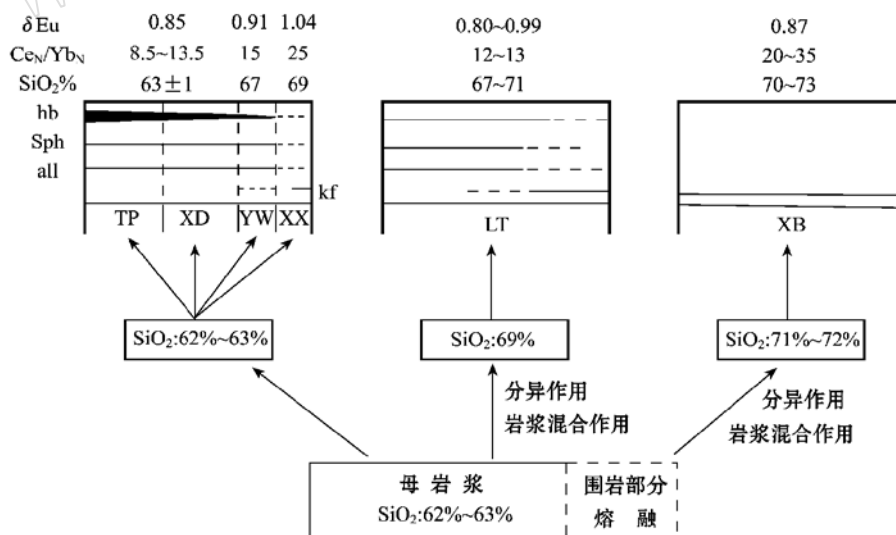 δEu 0.85 0.91 1.04 0.80~0.99 0.87
CeN/YbN 8.5~13.5 15 25 12~13 20~35
SiO₂% 63±1 67 69 67~71 70~73
hb
Sph
all
kf
TP XD YW XX LT XB
SiO₂:62%~63% SiO₂:69% SiO₂:71%~72%
分异作用 分异作用
岩浆混合作用 岩浆混合作用
母岩浆 围岩部分
SiO₂:62%~63% 熔融